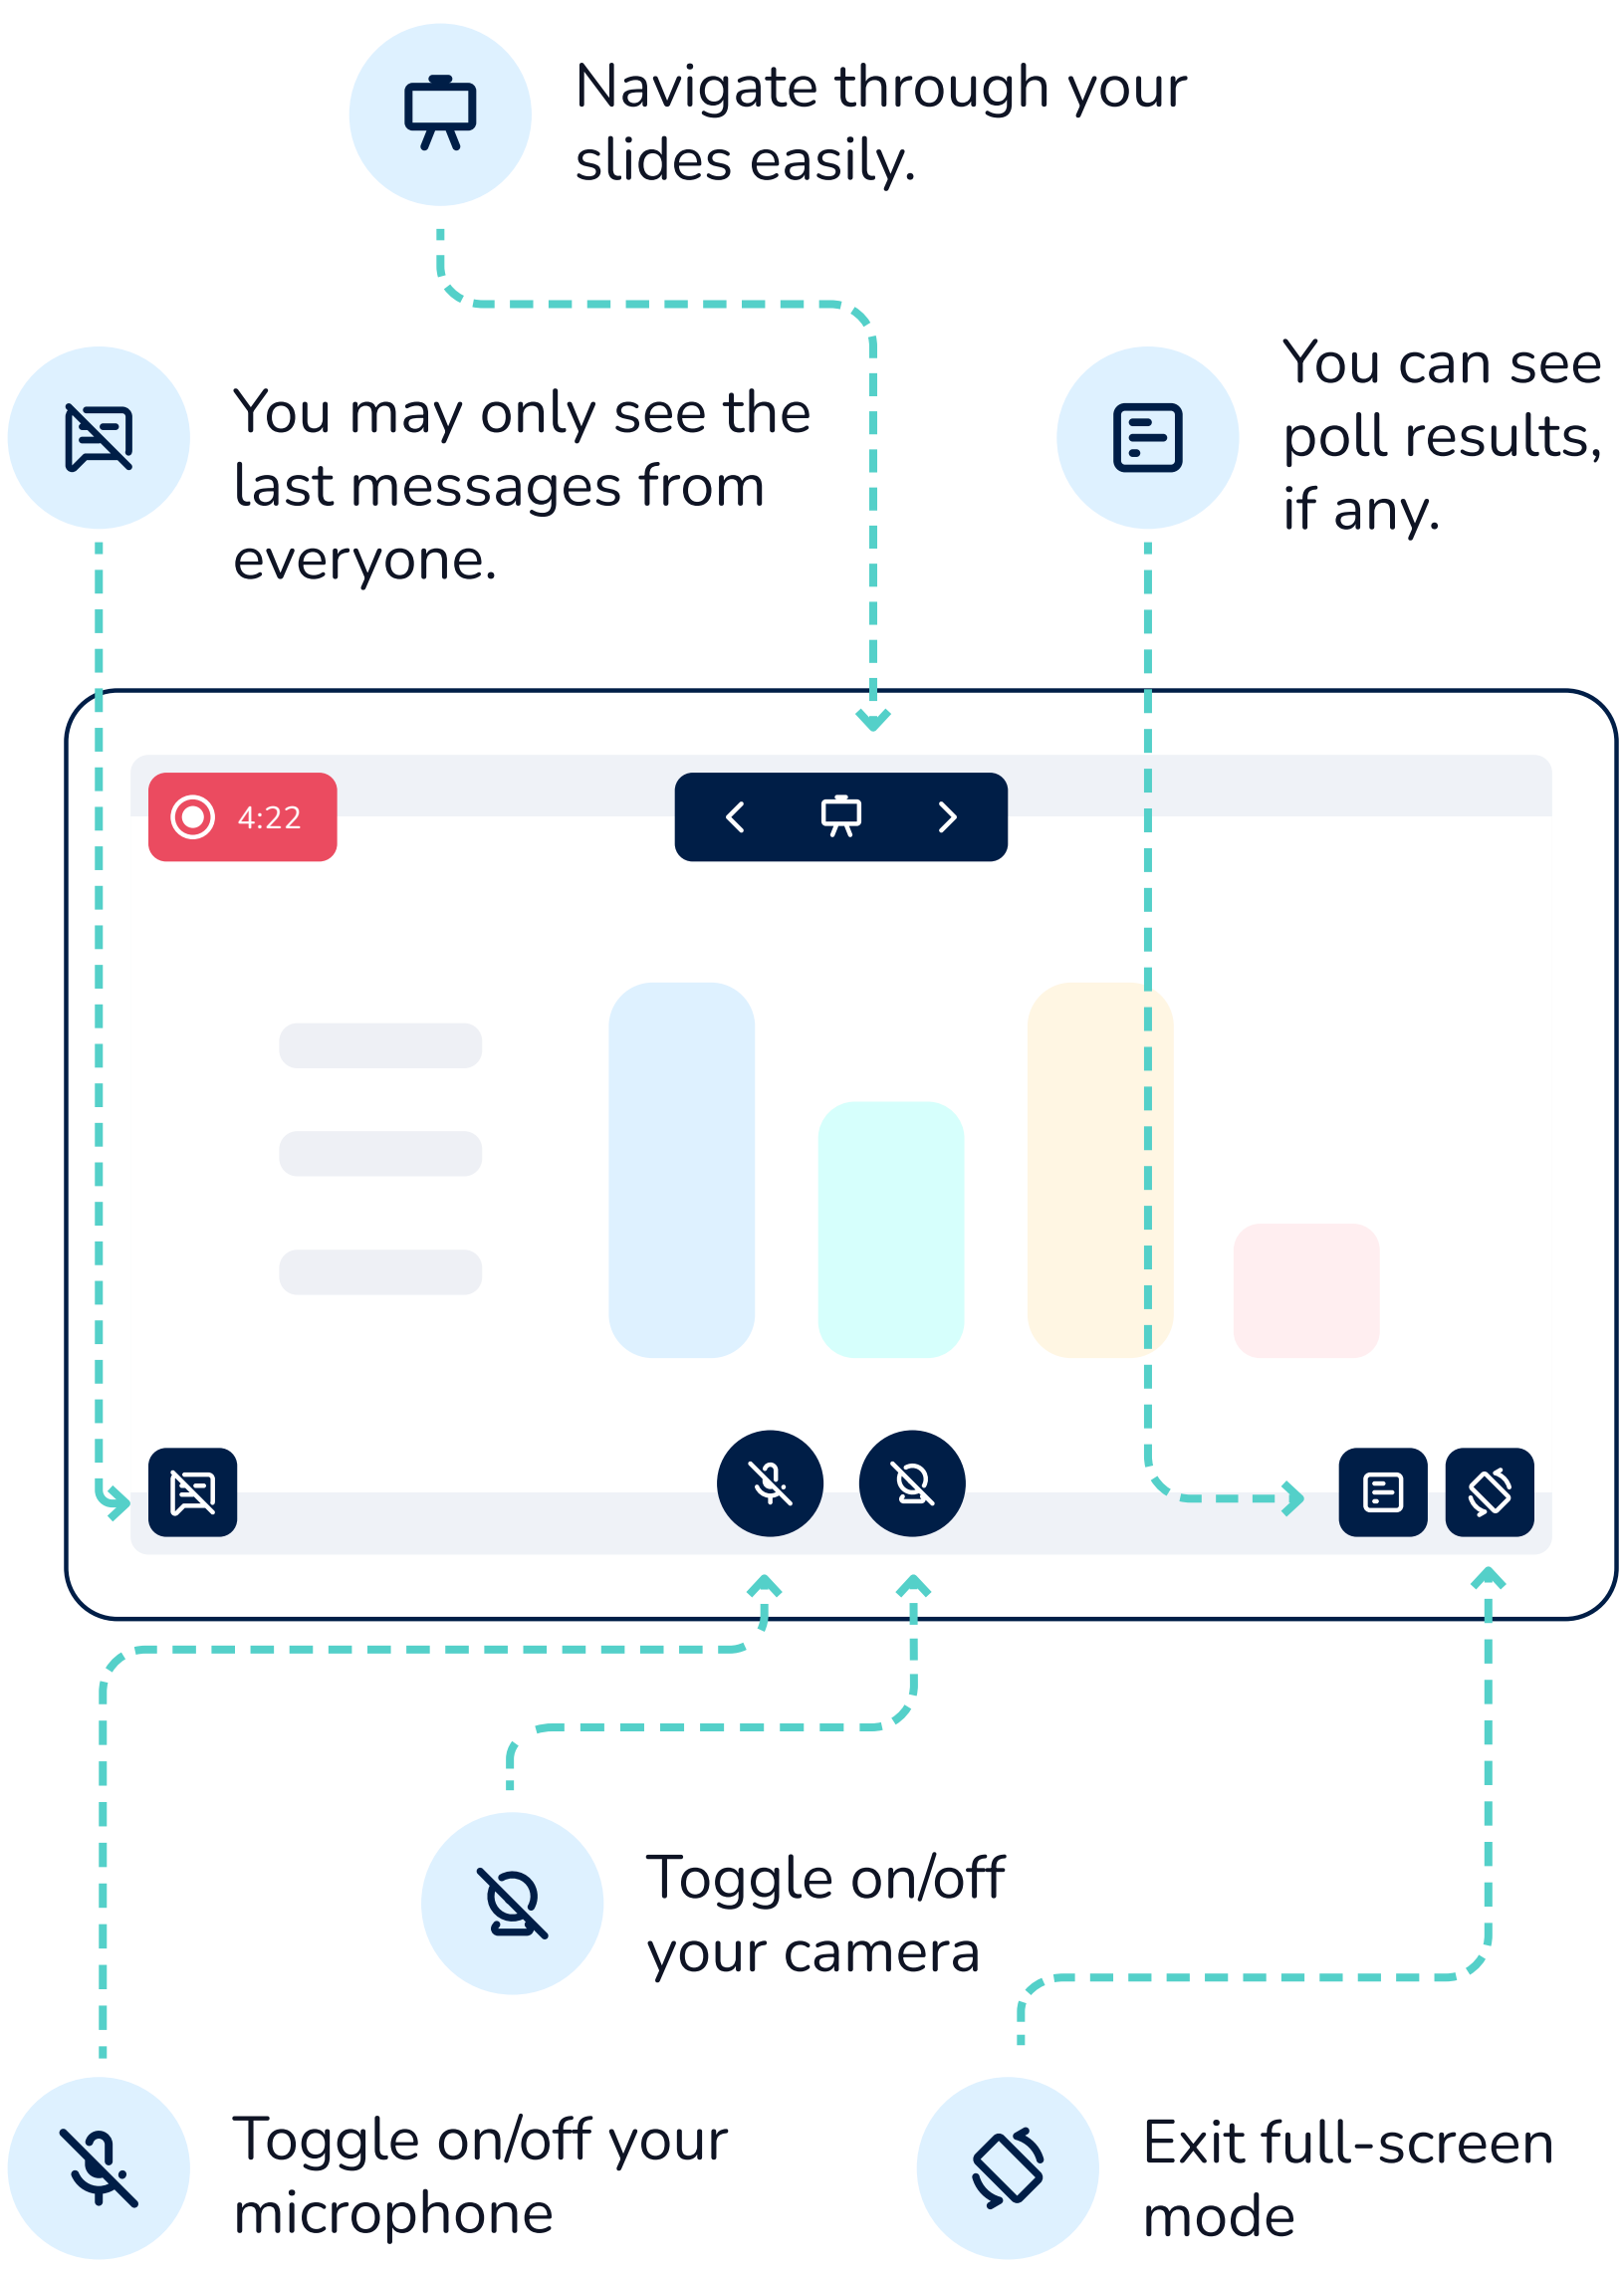 Navigate through your
slides easily.
You may only see the
last messages from
everyone.
You can see
poll results,
if any.
4:22
Toggle on/off
your camera
Toggle on/off your
microphone
Exit full-screen
mode